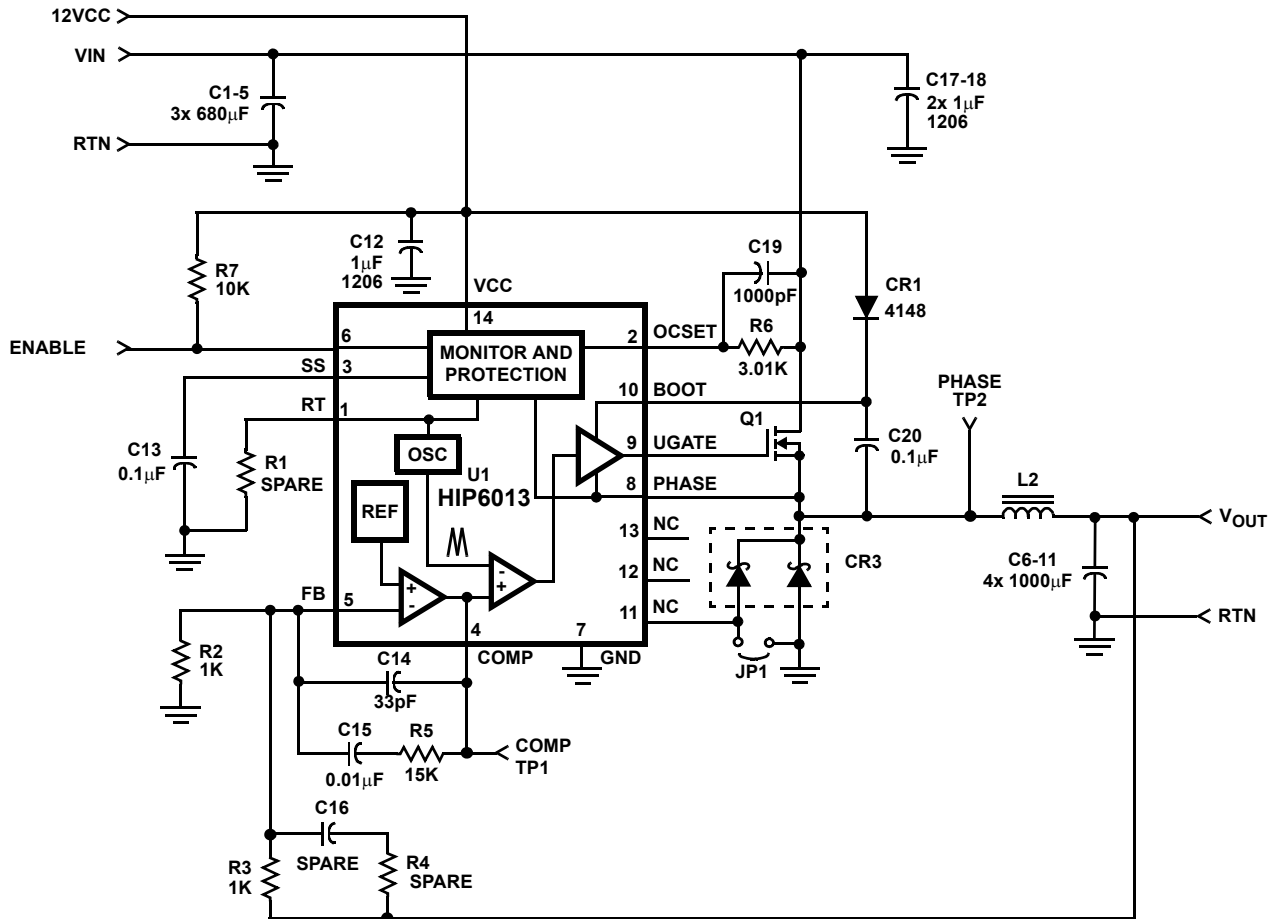 12VCC
VIN
C1-5
3x 680µF
RTN
C17-18
2x 1µF
1206
C12
1µF
1206
R7
10K
VCC
14
C19
1000pF
CR1
4148
ENABLE
6
MONITOR AND
PROTECTION
2
OCSET
R6
3.01K
SS
3
RT
1
10
BOOT
PHASE
TP2
Q1
C13
0.1µF
R1
SPARE
OSC
U1
HIP6013
9
UGATE
C20
0.1µF
REF
8
PHASE
L2
VOUT
13
NC
12
NC
11
NC
CR3
C6-11
4x 1000µF
RTN
FB
5
+
-
-
+
4
COMP
7
GND
JP1
R2
1K
C14
33pF
C15
0.01µF
R5
15K
COMP
TP1
C16
SPARE
R3
1K
R4
SPARE